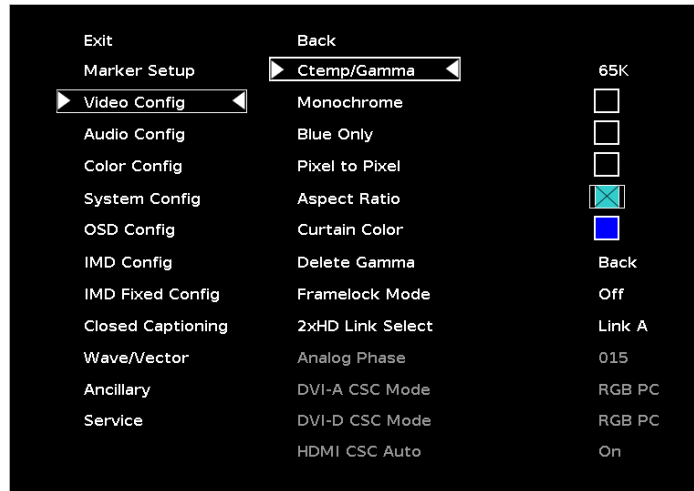 Exit Back
Marker Setup Ctemp/Gamma 65K
Video Config Monochrome
Audio Config Blue Only
Color Config Pixel to Pixel
System Config Aspect Ratio
OSD Config Curtain Color
IMD Config Delete Gamma Back
IMD Fixed Config Framelock Mode Off
Closed Captioning 2xHD Link Select Link A
Wave/Vector Analog Phase 015
Ancillary DVI-A CSC Mode RGB PC
Service DVI-D CSC Mode RGB PC
HDMI CSC Auto On